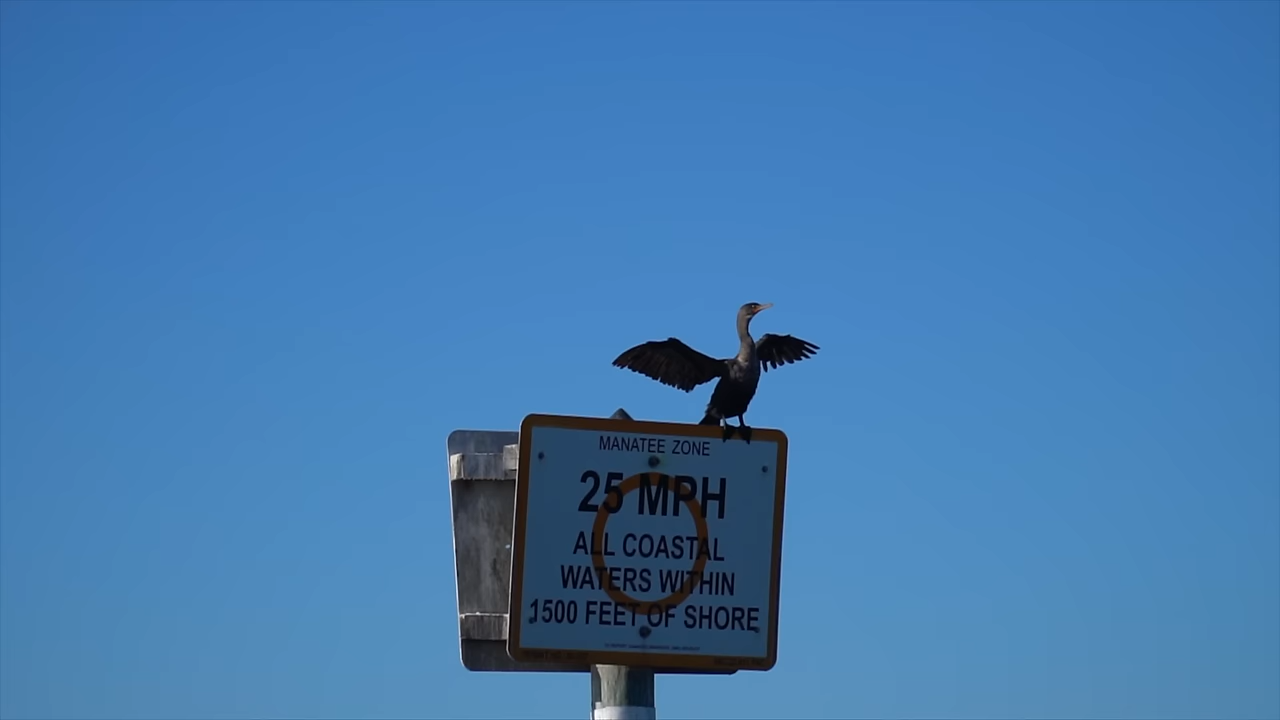 MANATEE ZONE
25 MPH
ALL COASTAL
WATERS WITHIN
1500 FEET OF SHORE